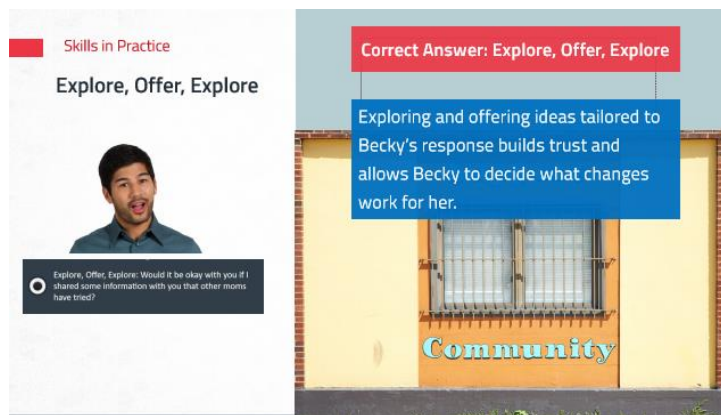 Skills in Practice
Explore, Offer, Explore
Explore, Offer, Explore: Would it be okay with you if I
shared some information with you that other moms
have tried?
Correct Answer: Explore, Offer, Explore
Exploring and offering ideas tailored to
Becky's response builds trust and
allows Becky to decide what changes
work for her.
Community